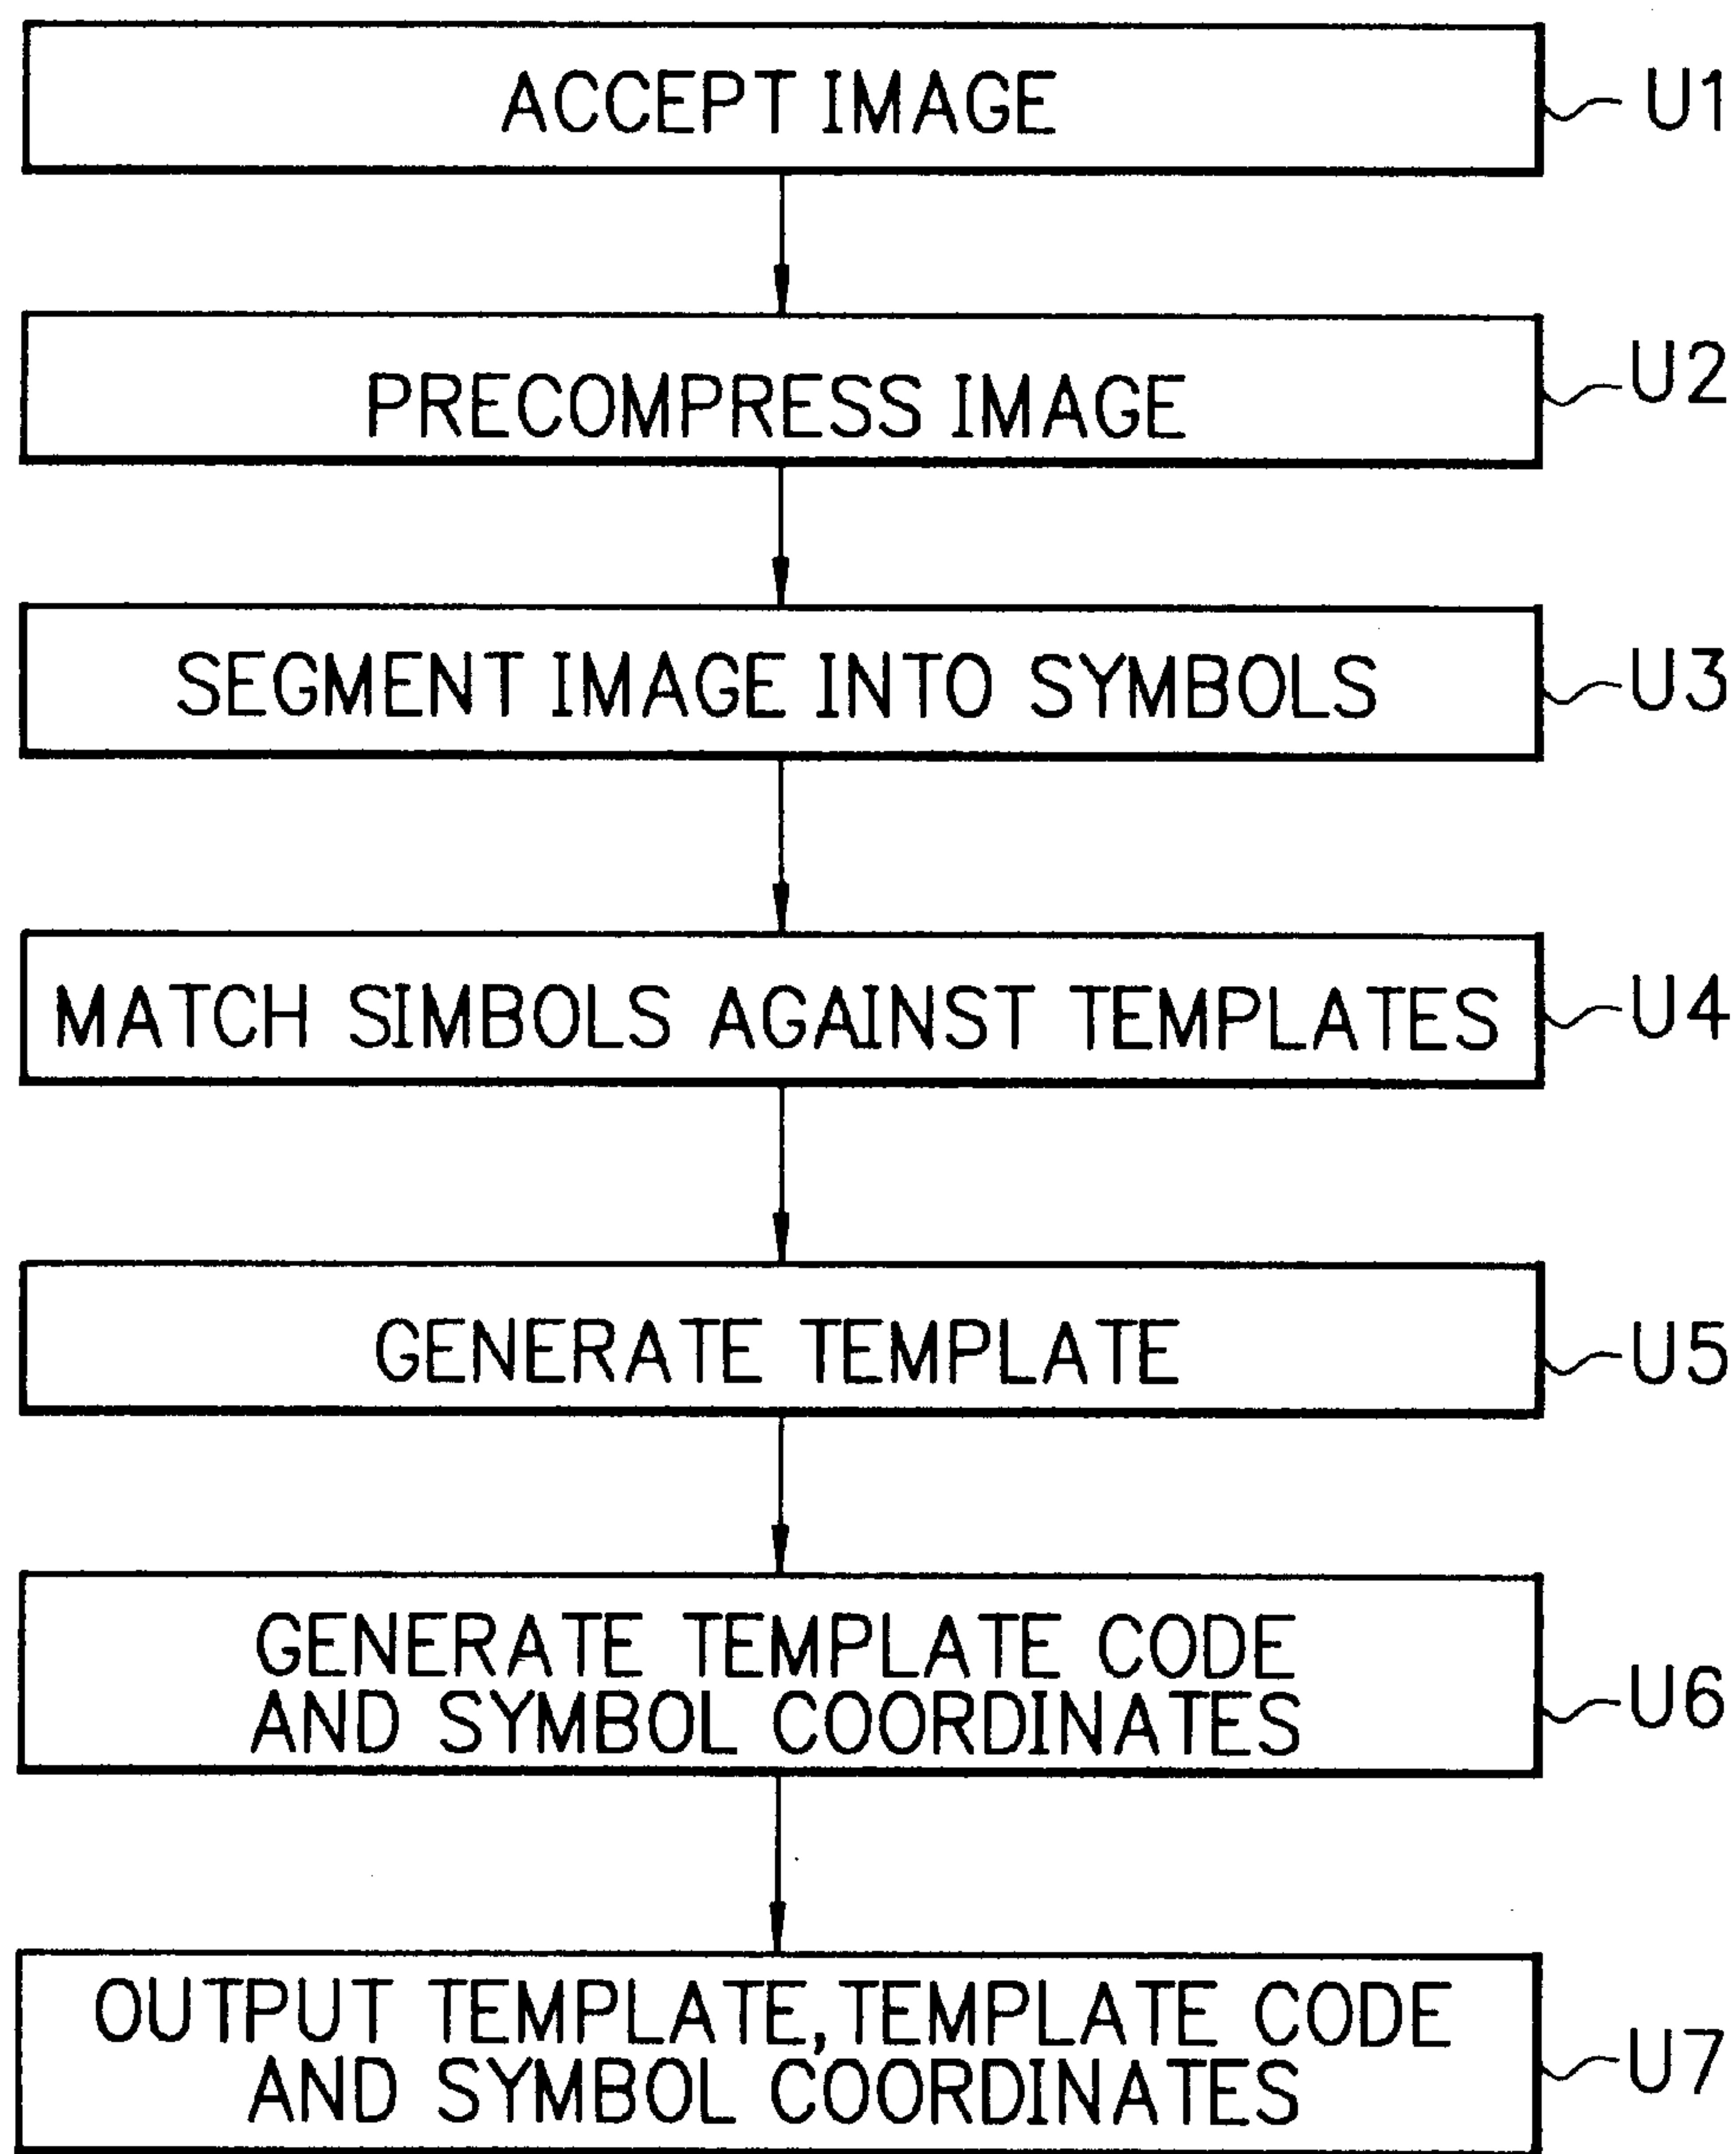 ACCEPT IMAGE
U1
PRECOMPRESS IMAGE
U2
SEGMENT IMAGE INTO SYMBOLS
U3
MATCH SIMBOLS AGAINST TEMPLATES
U4
GENERATE TEMPLATE
U5
GENERATE TEMPLATE CODE
AND SYMBOL COORDINATES
U6
OUTPUT TEMPLATE, TEMPLATE CODE
AND SYMBOL COORDINATES
U7